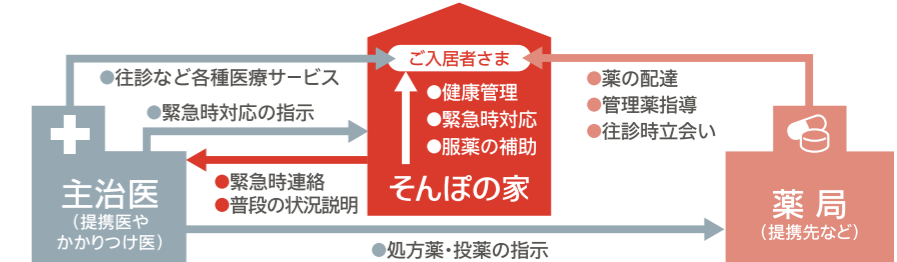 ご入居者さま
●往診など各種医療サービス
●緊急時対応の指示
●健康管理
●緊急時対応
●服薬の補助
そんぽの家
●薬の配達
●管理薬指導
●往診時立会い
主治医
（提携医や
かかりつけ医）
●緊急時連絡
●普段の状況説明
薬局
（提携先など）
●処方薬・投薬の指示